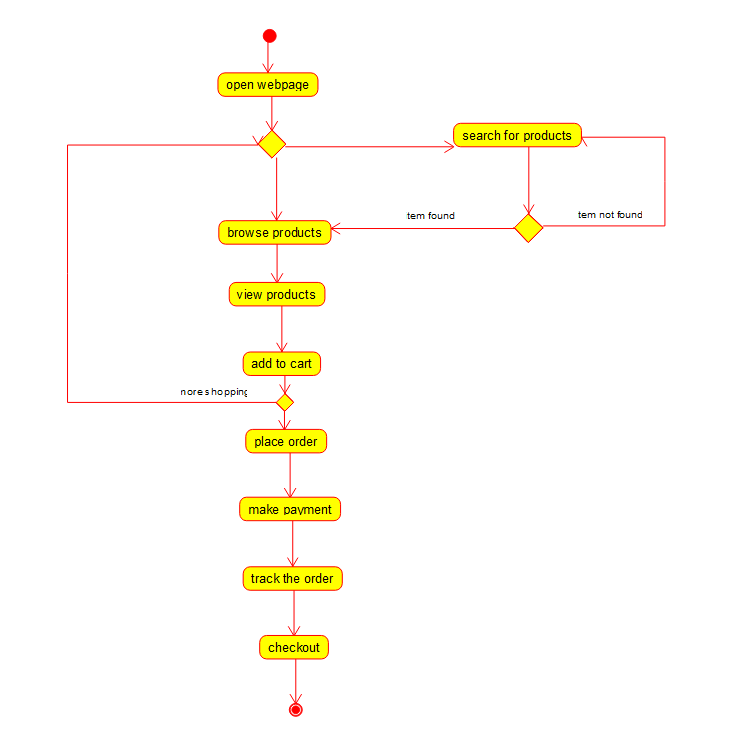 open webpage
search for products
tem found
tem not found
browse products
view products
add to cart
nore shopping
place order
make payment
track the order
checkout